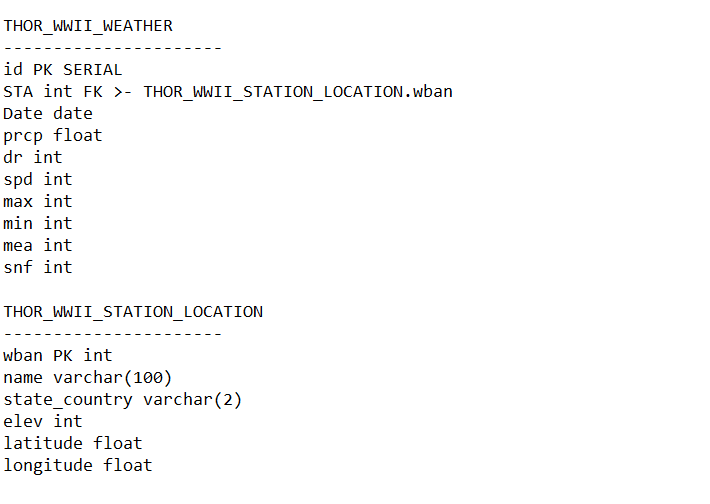 THOR_WWII_WEATHER
----------------------
id PK SERIAL
STA int FK >- THOR_WWII_STATION_LOCATION.wban
Date date
prcp float
dr int
spd int
max int
min int
mea int
snf int

THOR_WWII_STATION_LOCATION
----------------------
wban PK int
name varchar(100)
state_country varchar(2)
elev int
latitude float
longitude float